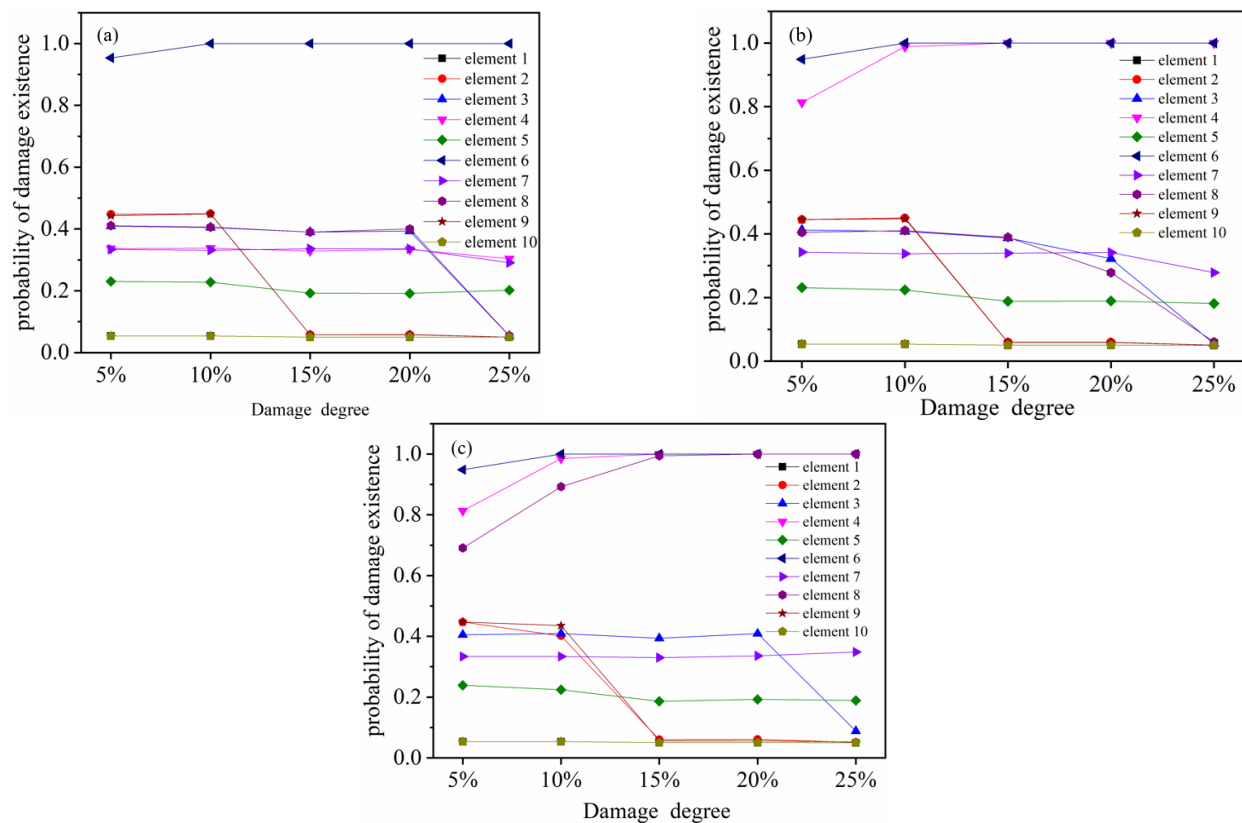 (a)
1.0
0.8
0.6
0.4
0.2
0.0
probability of damage existence
element 1
element 2
element 3
element 4
element 5
element 6
element 7
element 8
element 9
element 10
5% 10% 15% 20% 25%
Damage degree
(b)
1.0
0.8
0.6
0.4
0.2
0.0
probability of damage existence
element 1
element 2
element 3
element 4
element 5
element 6
element 7
element 8
element 9
element 10
5% 10% 15% 20% 25%
Damage degree
(c)
1.0
0.8
0.6
0.4
0.2
0.0
probability of damage existence
element 1
element 2
element 3
element 4
element 5
element 6
element 7
element 8
element 9
element 10
5% 10% 15% 20% 25%
Damage degree